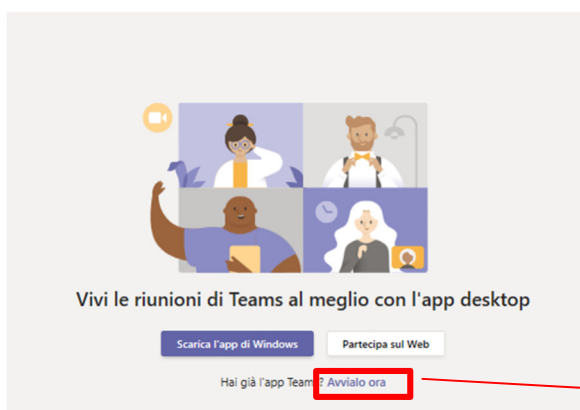 Vivi le riunioni di Teams al meglio con l'app desktop
Scarica l'app di Windows
Partecipa sul Web
Hai già l'app Team ? Avvialo ora